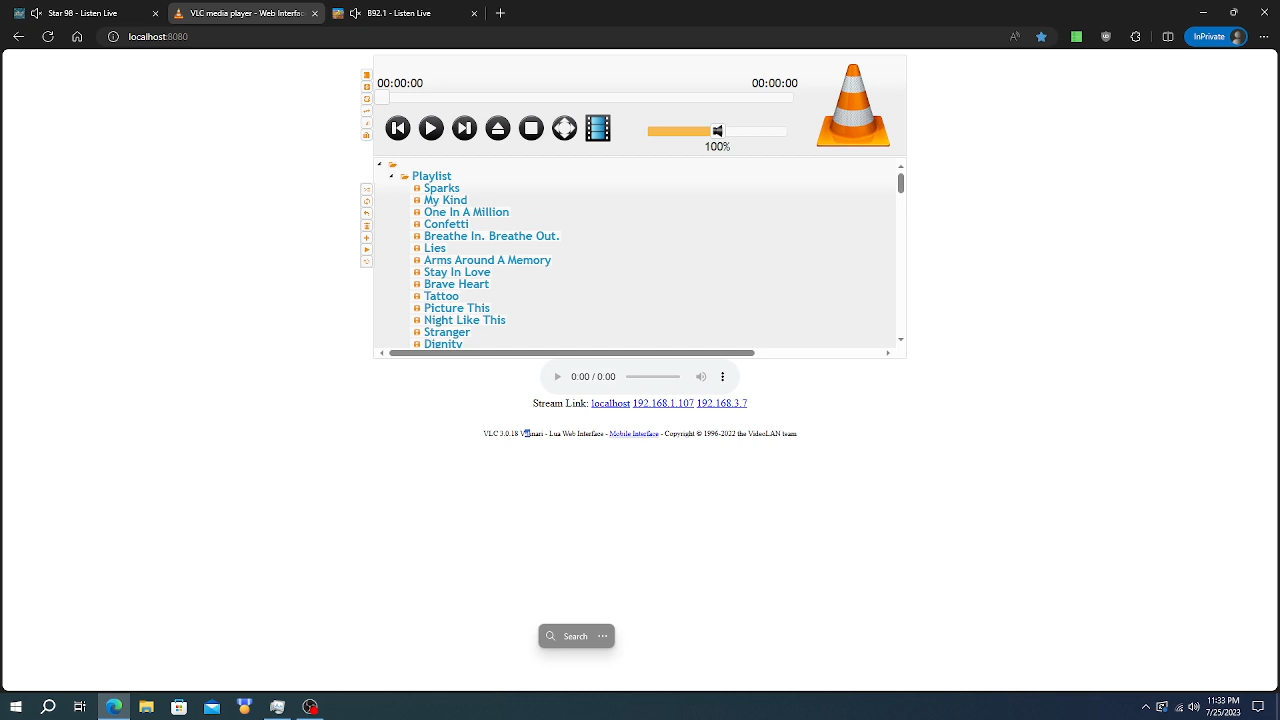 Star 98 - Listen Live
VLC media player - Web Interfac
B92.1 - Listen Live
localhost:8080
InPrivate
00:00:00
00:00:00
100%
Playlist
Sparks
My Kind
One In A Million
Confetti
Breathe In. Breathe Out.
Lies
Arms Around A Memory
Stay In Love
Brave Heart
Tattoo
Picture This
Night Like This
Stranger
Dignity
0:00 / 0:00
Stream Link: localhost 192.168.1.107 192.168.3.7
VLC 3.0.18 - Lua Web Interface - Mobile Interface - Copyright © 1996-2022 the VideoLAN team
Search
11:33 PM
7/25/2023